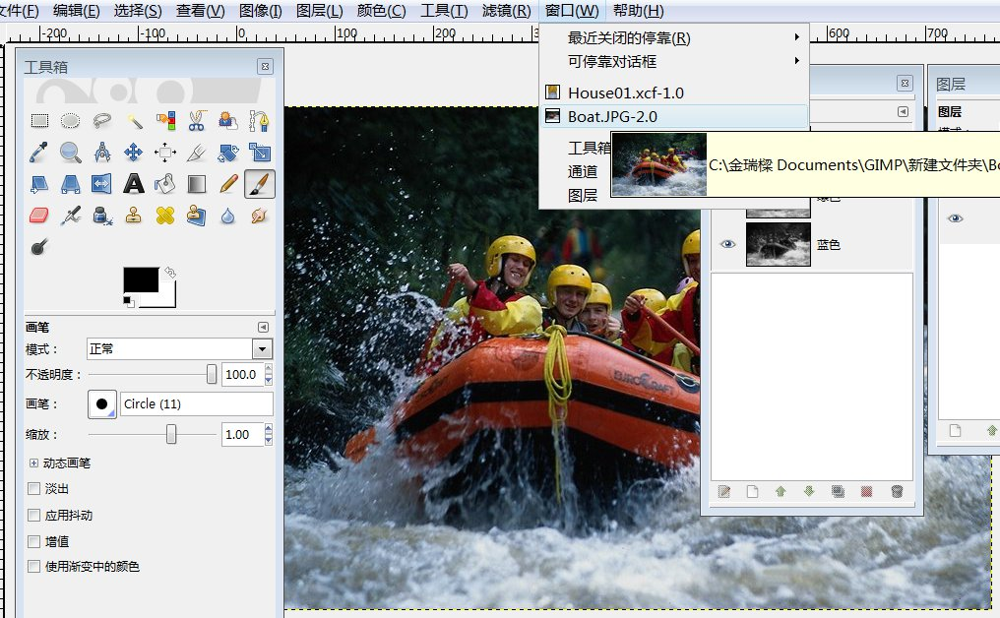 文件(F) 编辑(E) 选择(S) 查看(V) 图像(I) 图层(L) 颜色(C) 工具(T) 滤镜(R) 窗口(W) 帮助(H)
-200 -100 0 100 200 600 700
最近关闭的停靠(R)
可停靠对话框
House01.xcf-1.0
Boat.JPG-2.0
工具箱
通道
图层
C:\金瑞樑 Documents\GIMP\新建文件夹\Bo
工具箱
画笔
模式：
正常
不透明度：
100.0
画笔：
Circle (11)
缩放：
1.00
动态画笔
淡出
应用抖动
增值
使用渐变中的颜色
EUROCRAFT
蓝色
图层
图层